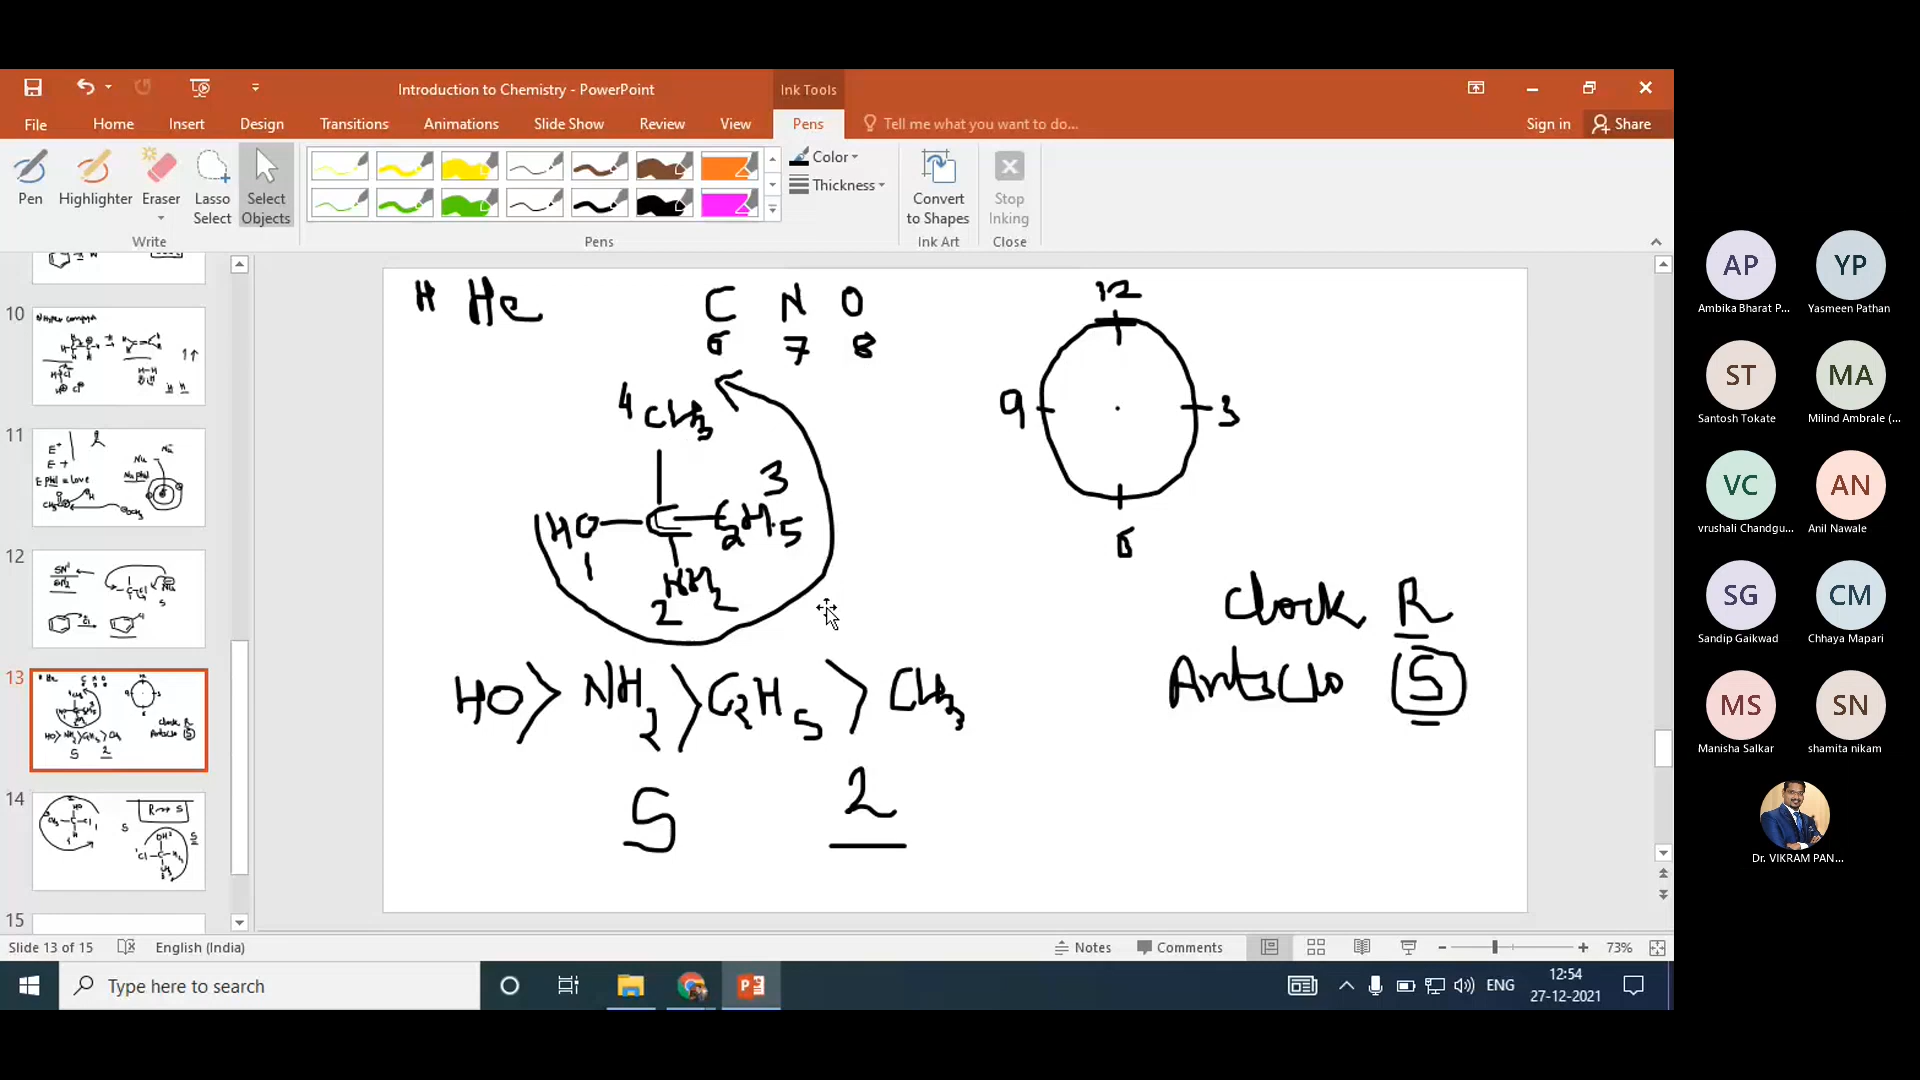 Introduction to Chemistry - PowerPoint
Ink Tools
File Home Insert Design Transitions Animations Slide Show Review View Pens Tell me what you want to do... Sign in Share
Pen Highlighter Eraser Lasso Select Select Objects
Color
Thickness
Convert to Shapes
Stop Inking
Write Pens Ink Art Close
10
11
12
13
14
15
H He C N O
6 7 8
12
9 3
6
4 CH3
HO C C2H5 3
1
NH2
2
HO > NH2 > C2H5 > CH3
S 2
Clock R
Anticlo S
AP YP
Ambika Bharat P... Yasmeen Pathan
ST MA
Santosh Tokate Milind Ambrale (...
VC AN
vrushali Chandgu... Anil Nawale
SG CM
Sandip Gaikwad Chhaya Mapari
MS SN
Manisha Salkar shamita nikam
Dr. VIKRAM PAN...
Slide 13 of 15 English (India) Notes Comments 73%
Type here to search
ENG
12:54
27-12-2021